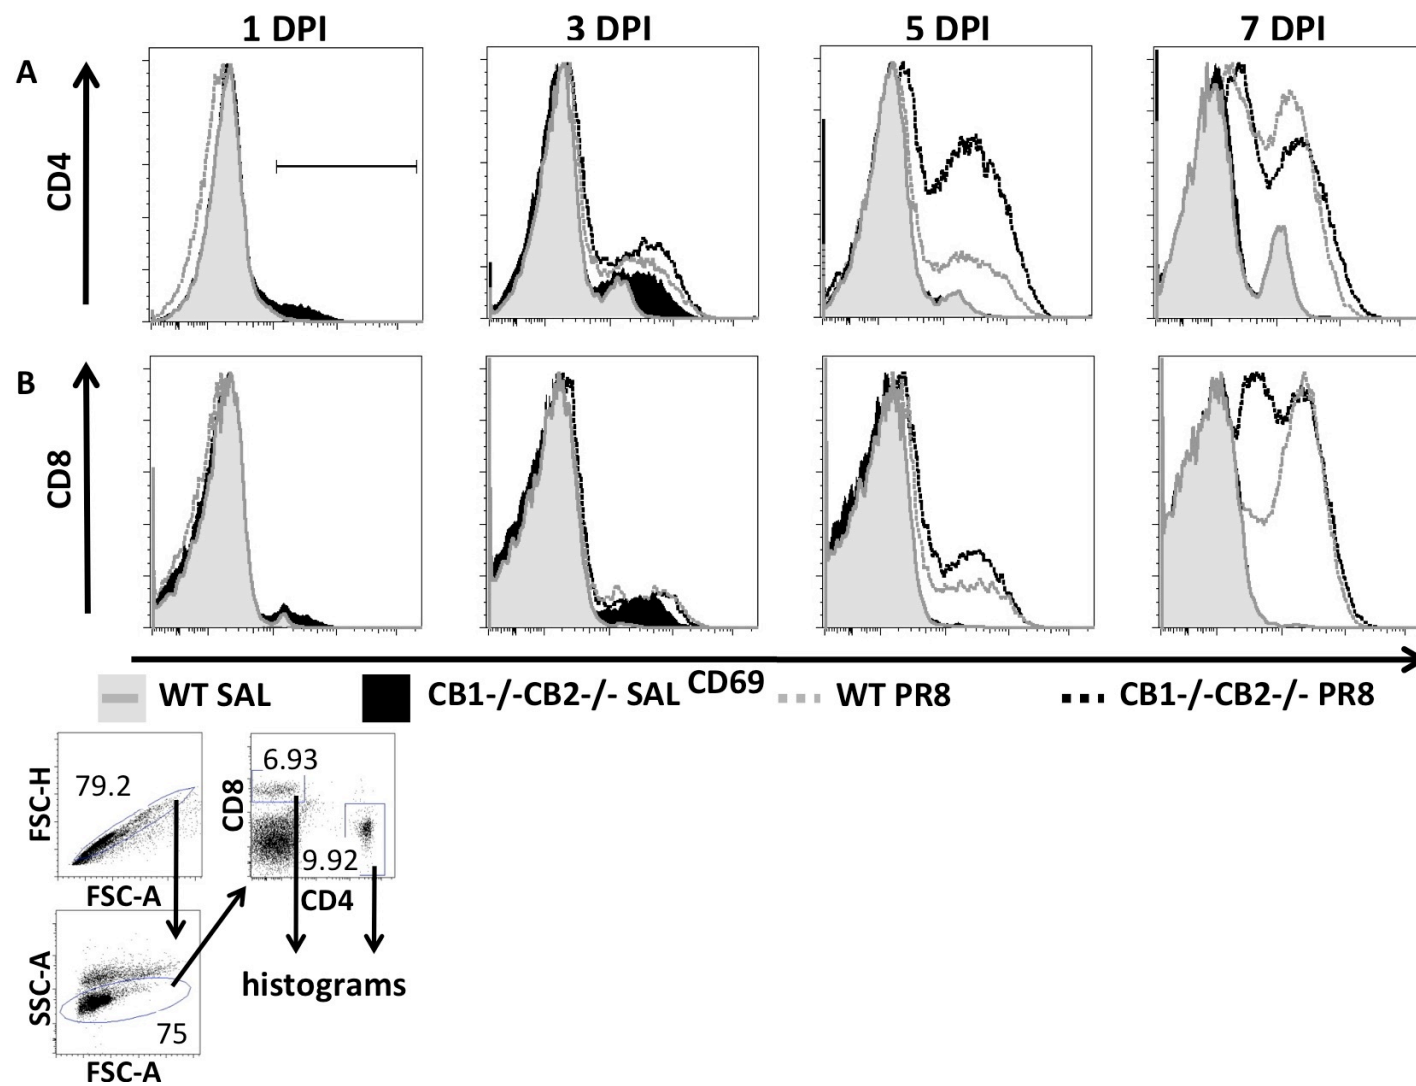 1 DPI 3 DPI 5 DPI 7 DPI
A
CD4
B
CD8
CD69
WT SAL CB1-/-CB2-/- SAL WT PR8 CB1-/-CB2-/- PR8
79.2
FSC-H
FSC-A
6.93
CD8
9.92
CD4
histograms
SSC-A
75
FSC-A